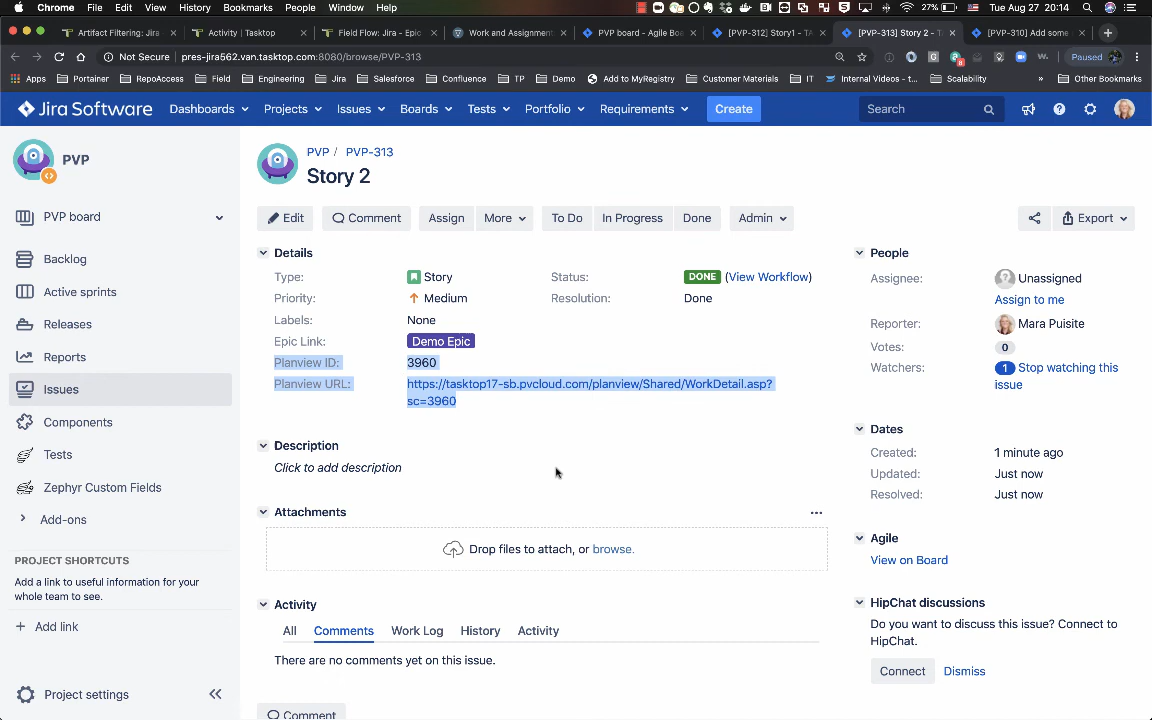 Chrome File Edit View History Bookmarks People Window Help 27% Tue Aug 27 20:14
Artifact Filtering: Jira Activity | Tasktop Field Flow: Jira - Epic Work and Assignment PVP board - Agile Boa [PVP-312] Story1 - TA [PVP-313] Story 2 - T [PVP-310] Add some
Not Secure pres-jira562.van.tasktop.com:8080/browse/PVP-313 Paused
Apps Portainer RepoAccess Field Engineering Jira Salesforce Confluence TP Demo Add to MyRegistry Customer Materials IT Internal Videos - t... Scalability » Other Bookmarks
Jira Software Dashboards Projects Issues Boards Tests Portfolio Requirements Create Search
PVP
PVP board
Backlog
Active sprints
Releases
Reports
Issues
Components
Tests
Zephyr Custom Fields
Add-ons
PROJECT SHORTCUTS
Add a link to useful information for your
whole team to see.
+ Add link
Project settings
PVP / PVP-313
Story 2
Edit Comment Assign More To Do In Progress Done Admin Export
Details
Type: Story Status: DONE (View Workflow)
Priority: Medium Resolution: Done
Labels: None
Epic Link: Demo Epic
Planview ID: 3960
Planview URL: https://tasktop17-sb.pvcloud.com/planview/Shared/WorkDetail.asp?
sc=3960
Description
Click to add description
Attachments
Drop files to attach, or browse.
Activity
All Comments Work Log History Activity
There are no comments yet on this issue.
Comment
People
Assignee: Unassigned
Assign to me
Reporter: Mara Puisite
Votes: 0
Watchers: 1 Stop watching this
issue
Dates
Created: 1 minute ago
Updated: Just now
Resolved: Just now
Agile
View on Board
HipChat discussions
Do you want to discuss this issue? Connect to
HipChat.
Connect Dismiss